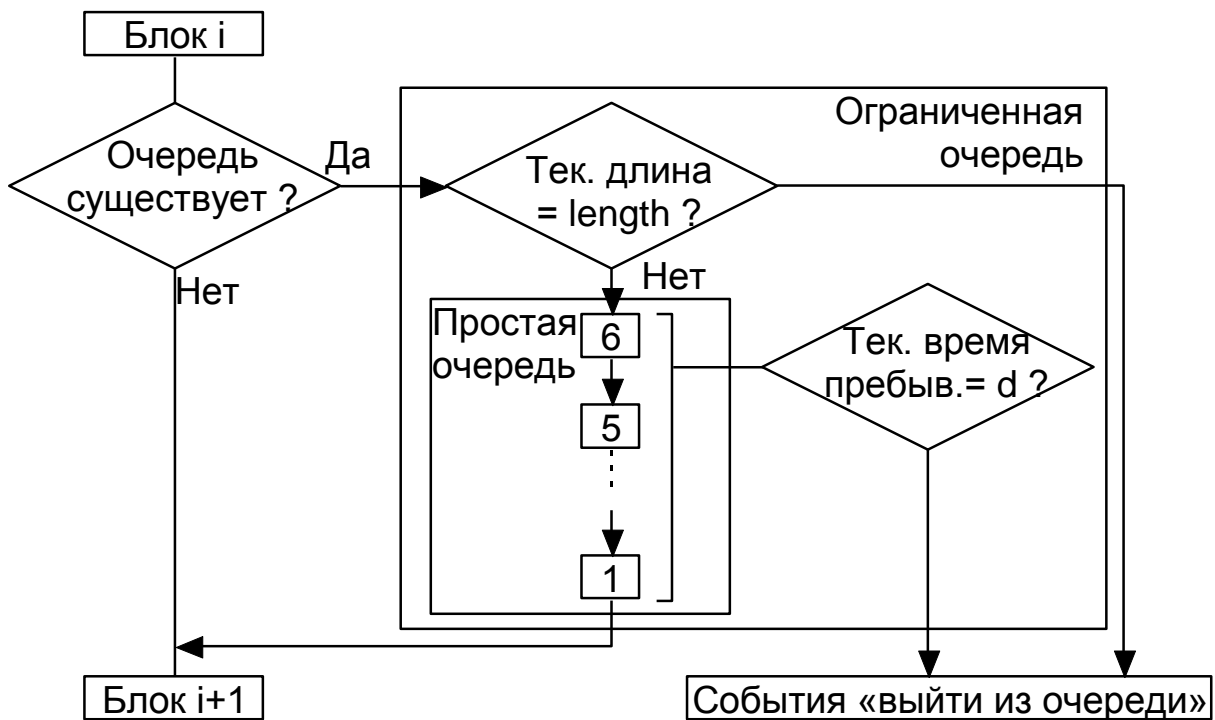 Блок i
Очередь
существует ?
Да
Нет
Ограниченная
очередь
Тек. длина
= length ?
Нет
Простая
очередь
6
5
1
Тек. время
пребыв.= d ?
Блок i+1
События «выйти из очереди»